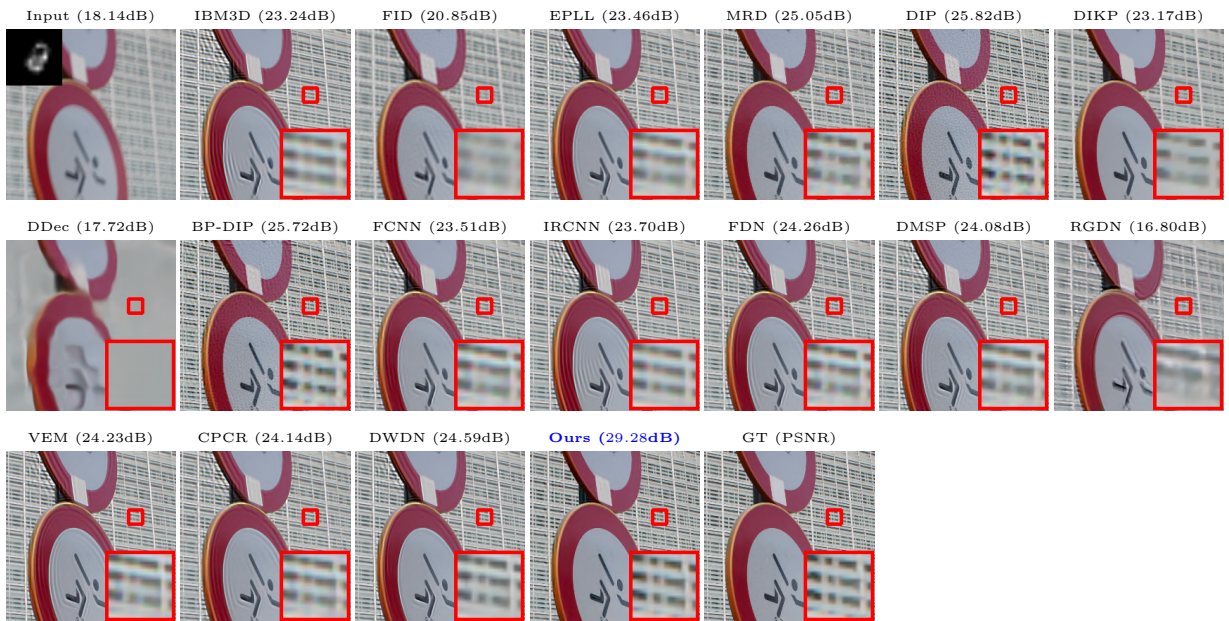 Input (18.14dB) IBM3D (23.24dB) FID (20.85dB) EPLL (23.46dB) MRD (25.05dB) DIP (25.82dB) DIKP (23.17dB)
DDec (17.72dB) BP-DIP (25.72dB) FCNN (23.51dB) IRCNN (23.70dB) FDN (24.26dB) DMSP (24.08dB) RGDN (16.80dB)
VEM (24.23dB) CPCR (24.14dB) DWDN (24.59dB) Ours (29.28dB) GT (PSNR)